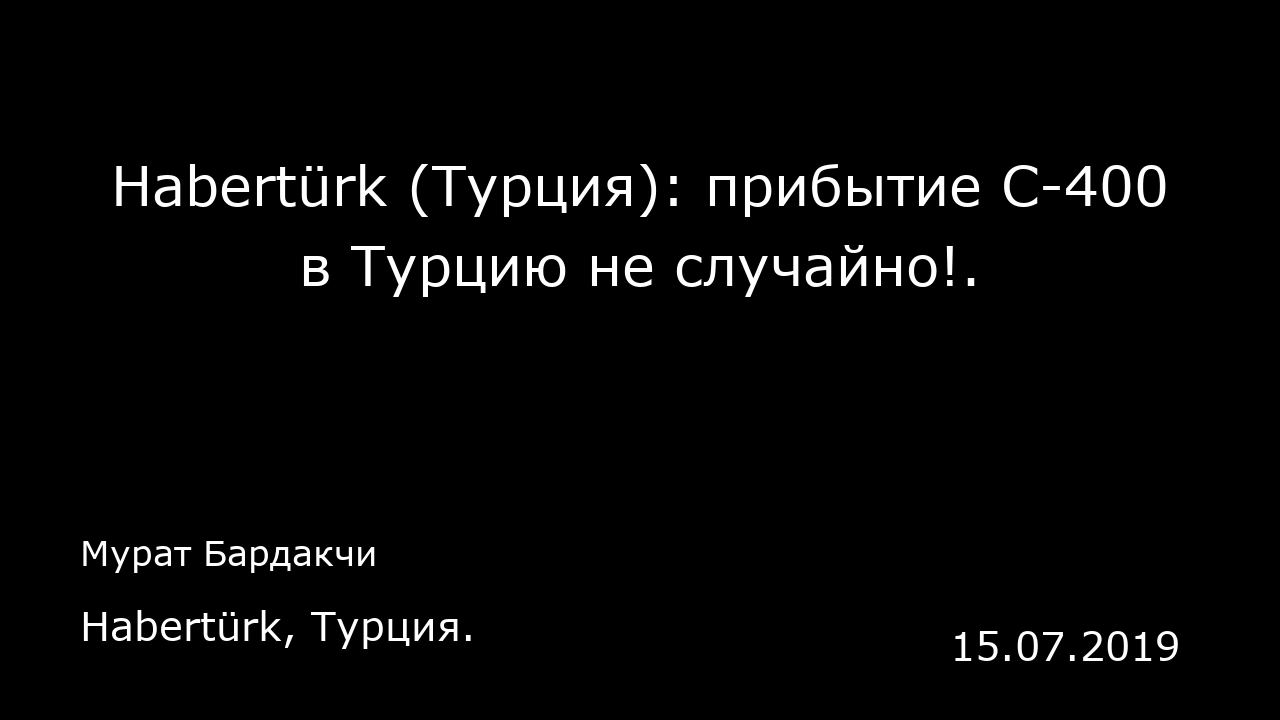 Habertürk (Турция): прибытие С-400
в Турцию не случайно!.
Мурат Бардакчи
Habertürk, Турция.
15.07.2019